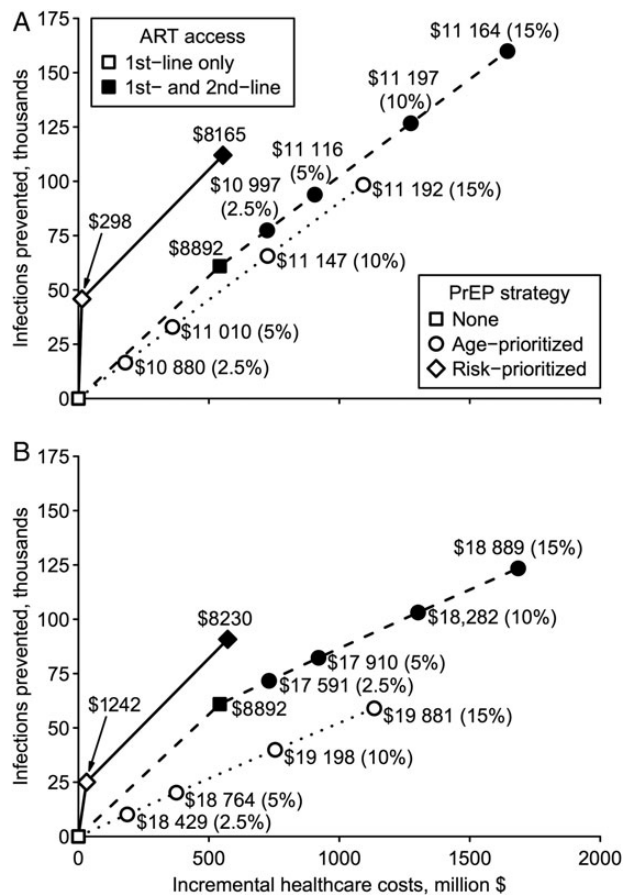 A
ART access
1st-line only
1st- and 2nd-line
$11 164 (15%)
$11 197
(10%)
$11 116
(5%)
$10 997
(2.5%)
$11 192 (15%)
$8165
$298
$8892
$11 147 (10%)
$11 010 (5%)
$10 880 (2.5%)
PrEP strategy
None
Age-prioritized
Risk-prioritized
Infections prevented, thousands
175
150
125
100
75
50
25
0
0 500 1000 1500 2000
B
$18 889 (15%)
$8230
$18,282 (10%)
$17 910 (5%)
$17 591 (2.5%)
$1242
$8892
$19 881 (15%)
$19 198 (10%)
$18 764 (5%)
$18 429 (2.5%)
Infections prevented, thousands
175
150
125
100
75
50
25
0
0 500 1000 1500 2000
Incremental healthcare costs, million $